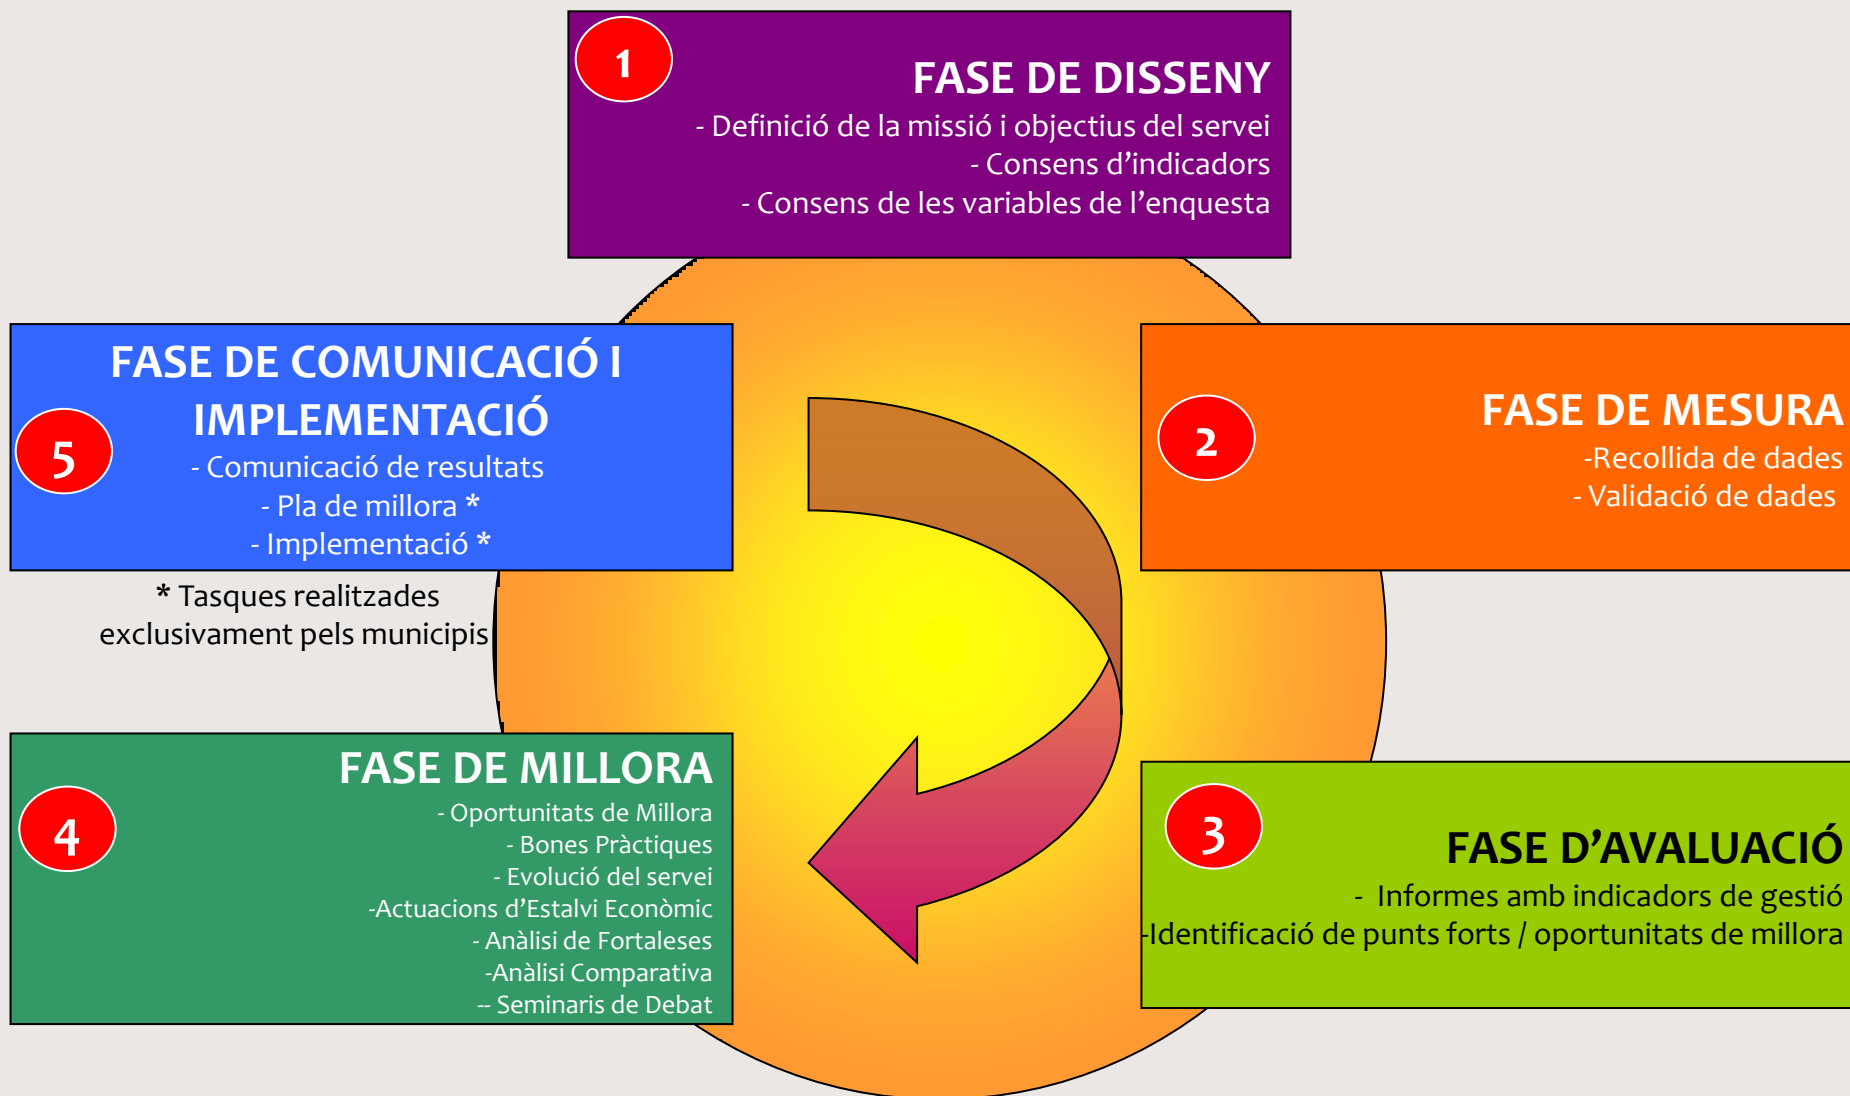 1
FASE DE DISSENY
- Definició de la missió i objectius del servei
- Consens d’indicadors
- Consens de les variables de l’enquesta
2
FASE DE MESURA
-Recollida de dades
- Validació de dades
3
FASE D’AVALUACIÓ
- Informes amb indicadors de gestió
-Identificació de punts forts / oportunitats de millora
4
FASE DE MILLORA
- Oportunitats de Millora
- Bones Pràctiques
- Evolució del servei
-Actuacions d’Estalvi Econòmic
- Anàlisi de Fortaleses
-Anàlisi Comparativa
-- Seminaris de Debat
5
FASE DE COMUNICACIÓ I
IMPLEMENTACIÓ
- Comunicació de resultats
- Pla de millora *
- Implementació *
* Tasques realitzades
exclusivament pels municipis